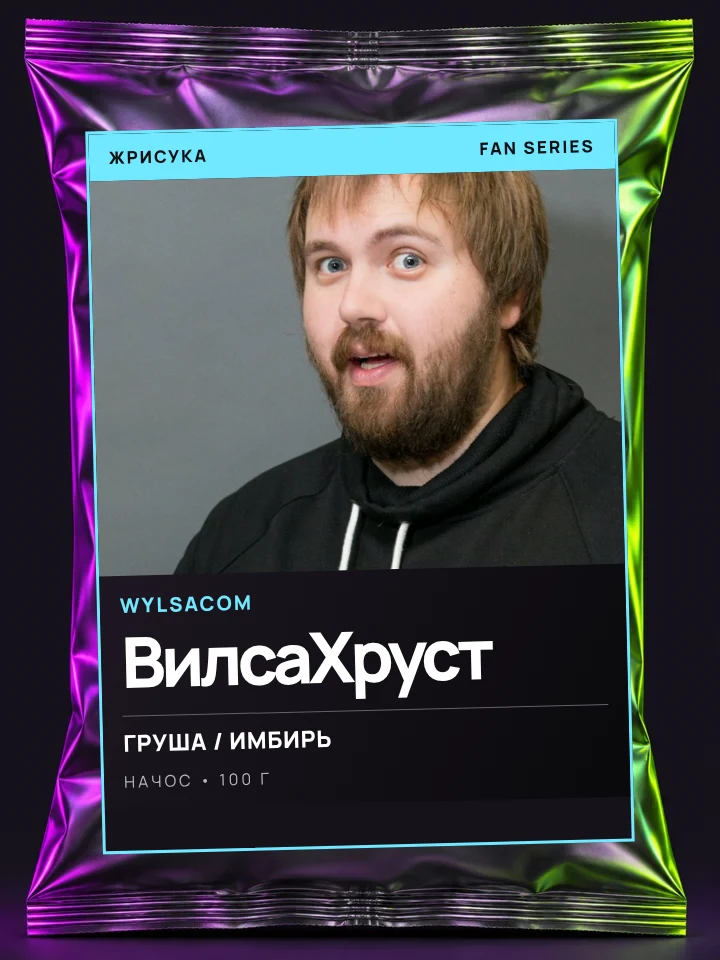 ЖРИСУКА FAN SERIES
WYLSACOM
ВилсаХруст
ГРУША / ИМБИРЬ
НАЧОС • 100 Г